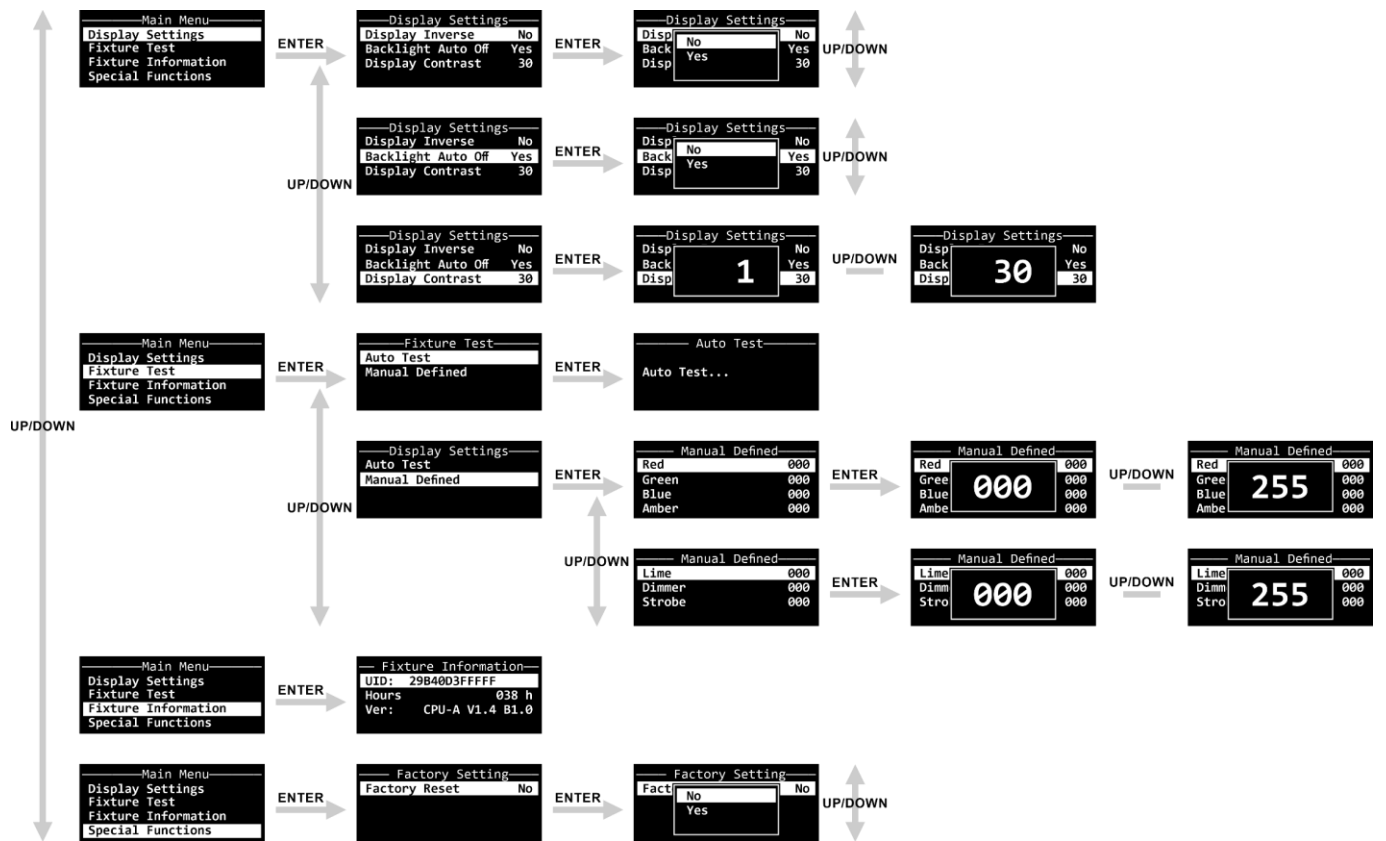 Main Menu
Display Settings
Fixture Test
Fixture Information
Special Functions
ENTER
Display Settings
Display Inverse No
Backlight Auto Off Yes
Display Contrast 30
ENTER
Display Settings
Disp No
Back
Disp 30
No
Yes
UP/DOWN
Display Settings
Display Inverse No
Backlight Auto Off Yes
Display Contrast 30
ENTER
Display Settings
Disp No
Back Yes
Disp 30
No
Yes
UP/DOWN
UP/DOWN
Display Settings
Display Inverse No
Backlight Auto Off Yes
Display Contrast 30
ENTER
Display Settings
Disp No
Back Yes
Disp 30
1
UP/DOWN
Display Settings
Disp No
Back Yes
Disp 30
30
Main Menu
Display Settings
Fixture Test
Fixture Information
Special Functions
ENTER
Fixture Test
Auto Test
Manual Defined
ENTER
Auto Test
Auto Test...
UP/DOWN
Display Settings
Auto Test
Manual Defined
ENTER
Manual Defined
Red 000
Green 000
Blue 000
Amber 000
ENTER
Manual Defined
Red 000
Gree 000
Blue 000
Ambe 000
000
UP/DOWN
Manual Defined
Red 000
Gree 000
Blue 000
Ambe 000
255
UP/DOWN
UP/DOWN
Manual Defined
Lime 000
Dimmer 000
Strobe 000
ENTER
Manual Defined
Lime 000
Dimm 000
Stro 000
000
UP/DOWN
Manual Defined
Lime 000
Dimm 000
Stro 000
255
Main Menu
Display Settings
Fixture Test
Fixture Information
Special Functions
ENTER
Fixture Information
UID: 29B40D3FFFFF
Hours 038 h
Ver: CPU-A V1.4 B1.0
Main Menu
Display Settings
Fixture Test
Fixture Information
Special Functions
ENTER
Factory Setting
Factory Reset No
ENTER
Factory Setting
Fact No
No
Yes
UP/DOWN